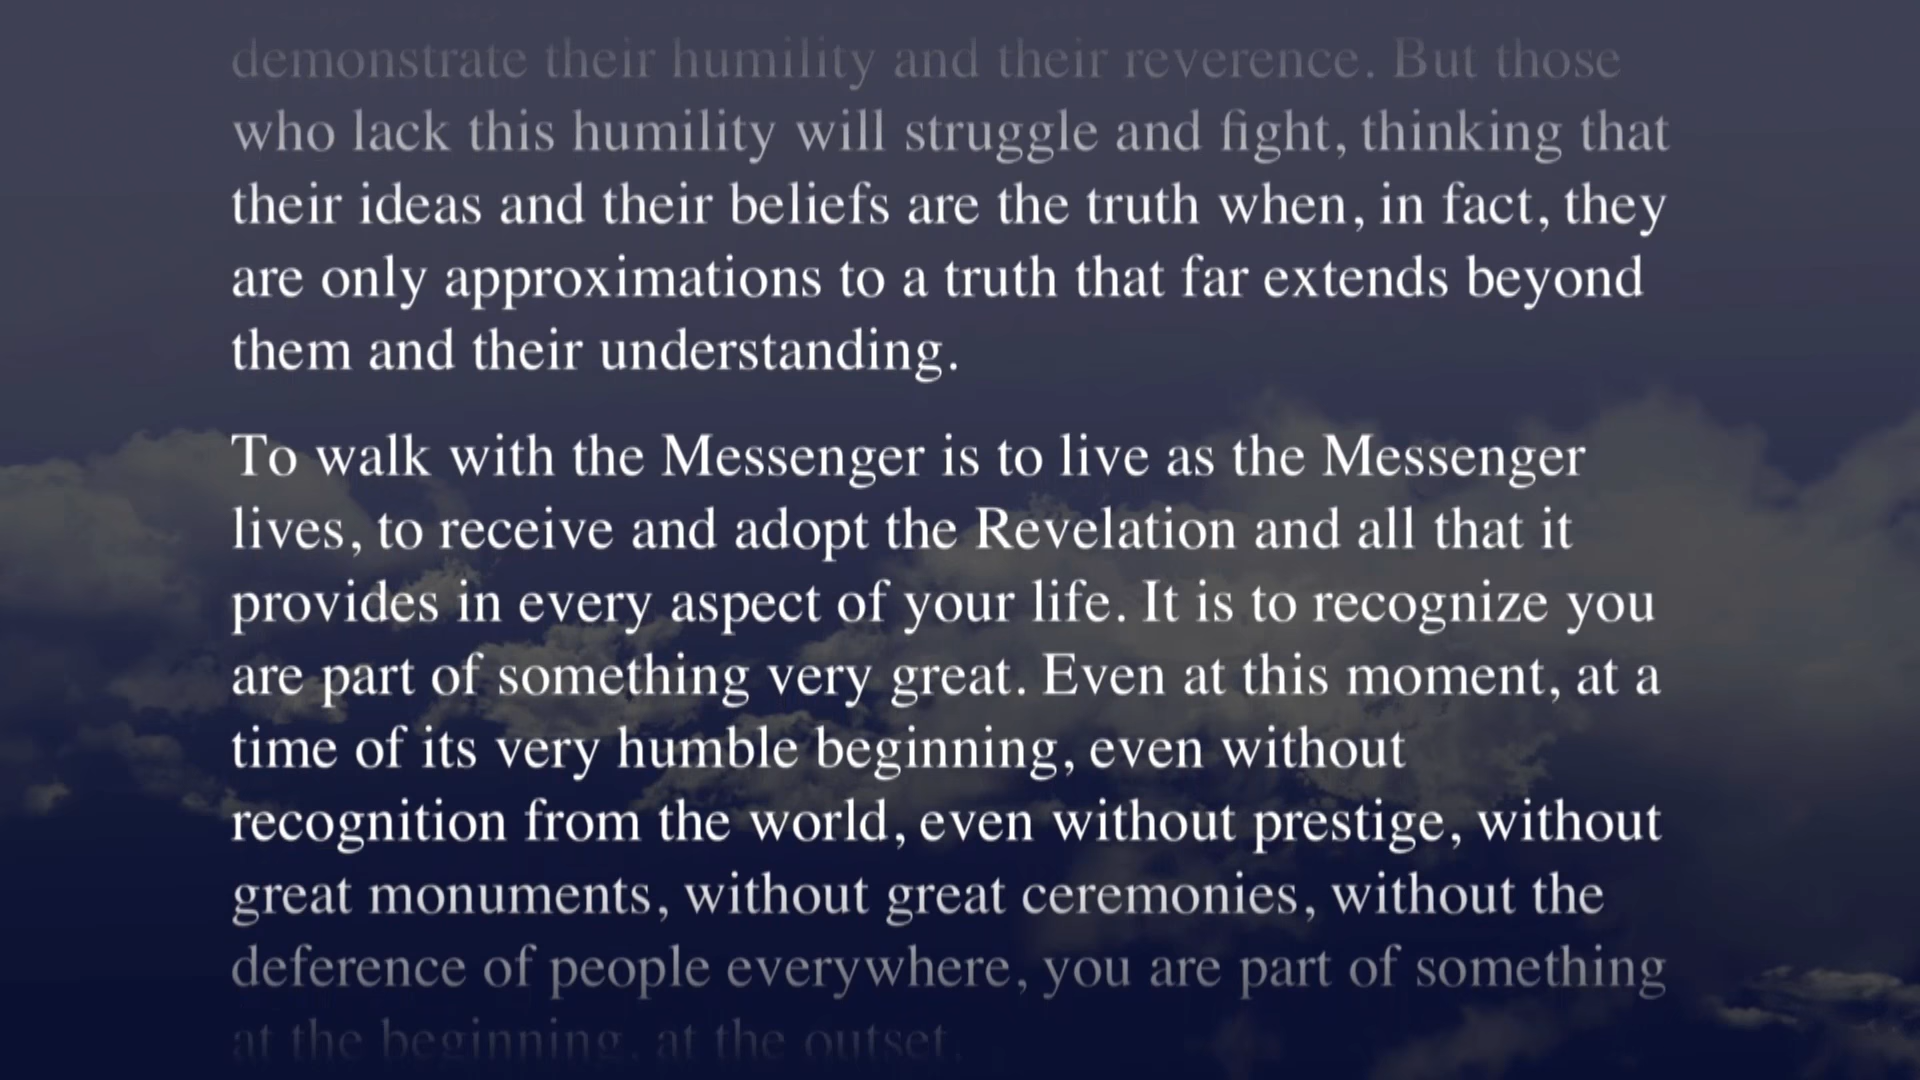 demonstrate their humility and their reverence. But those
who lack this humility will struggle and fight, thinking that
their ideas and their beliefs are the truth when, in fact, they
are only approximations to a truth that far extends beyond
them and their understanding.
To walk with the Messenger is to live as the Messenger
lives, to receive and adopt the Revelation and all that it
provides in every aspect of your life. It is to recognize you
are part of something very great. Even at this moment, at a
time of its very humble beginning, even without
recognition from the world, even without prestige, without
great monuments, without great ceremonies, without the
deference of people everywhere, you are part of something
at the beginning, at the outset.